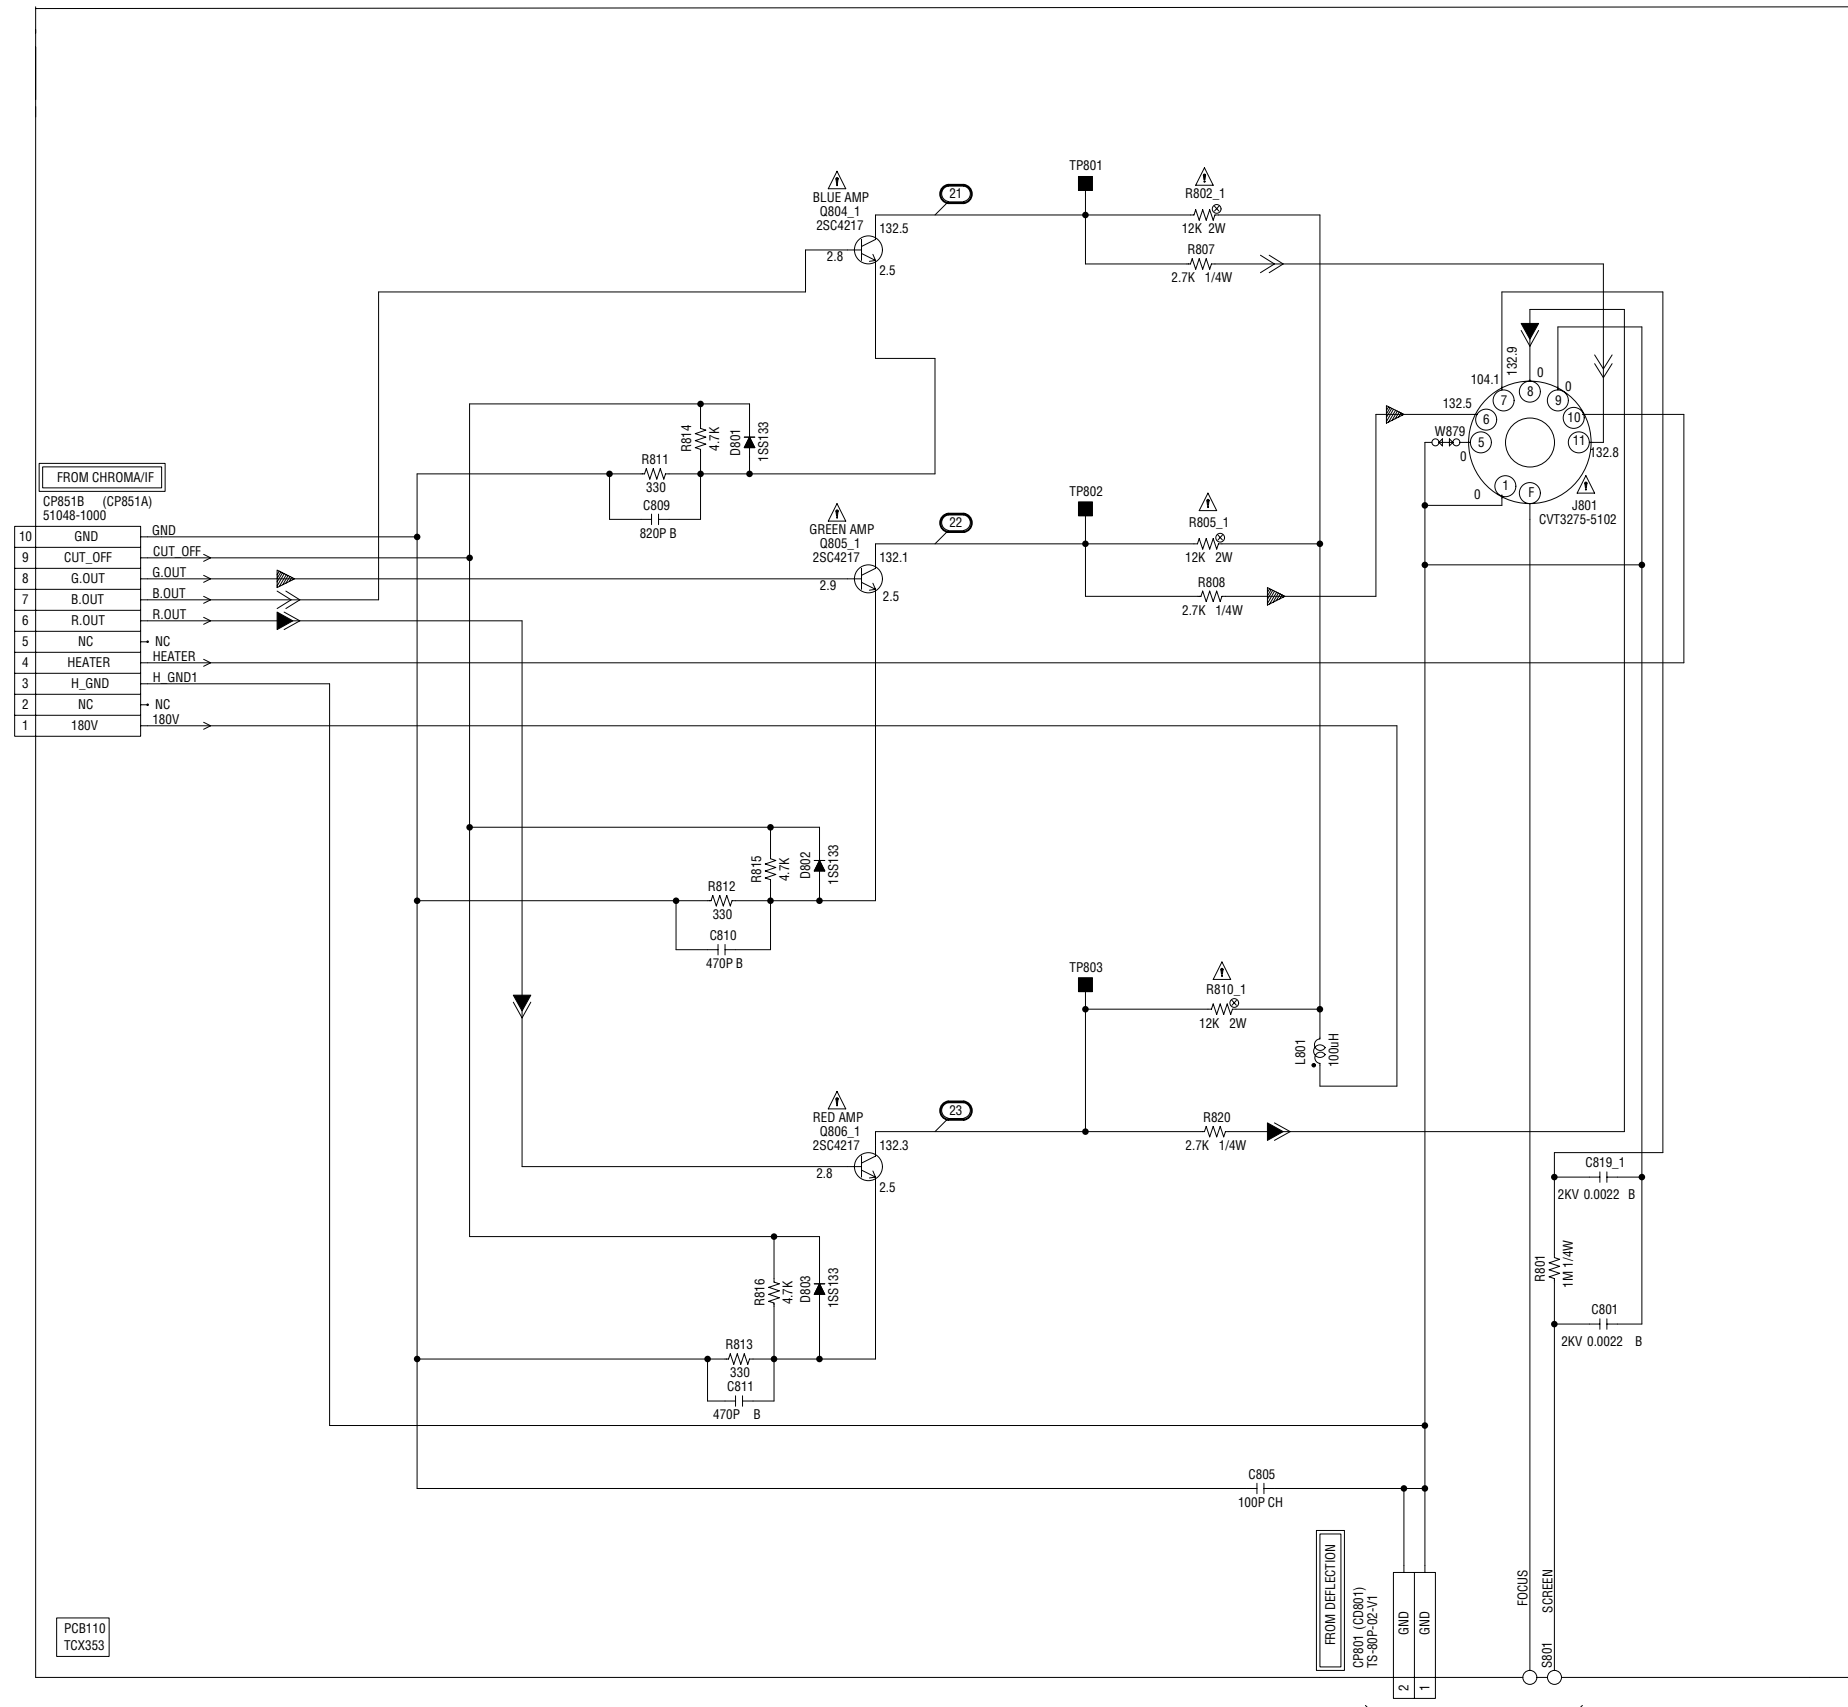 TP801
BLUE AMP
Q804_1
2SC4217
21
R802_1
12K 2W
132.5
2.8
2.5
R807
2.7K 1/4W
132.9
0
104.1
0
132.5
7
8
9
6
10
W879
5
11
0
132.8
1
F
0
J801
CVT3275-5102
R814
4.7K
D801
1SS133
R811
330
C809
820P B
FROM CHROMA/IF
CP851B (CP851A)
51048-1000
10 GND GND
9 CUT_OFF CUT_OFF
8 G.OUT G.OUT
7 B.OUT B.OUT
6 R.OUT R.OUT
5 NC NC
4 HEATER HEATER
3 H_GND H_GND1
2 NC NC
1 180V 180V
TP802
GREEN AMP
Q805_1
2SC4217
22
R805_1
12K 2W
132.1
2.9
2.5
R808
2.7K 1/4W
R815
4.7K
D802
1SS133
R812
330
C810
470P B
TP803
R810_1
12K 2W
L801
100uH
RED AMP
Q806_1
2SC4217
23
132.3
2.8
2.5
R820
2.7K 1/4W
C819_1
2KV 0.0022 B
R801
1M 1/4W
C801
2KV 0.0022 B
R816
4.7K
D803
1SS133
R813
330
C811
470P B
C805
100P CH
FROM DEFLECTION
CP801 (CD801)
TS-80P-02-V1
2 GND
1 GND
FOCUS
SCREEN
S801
PCB110
TCX353